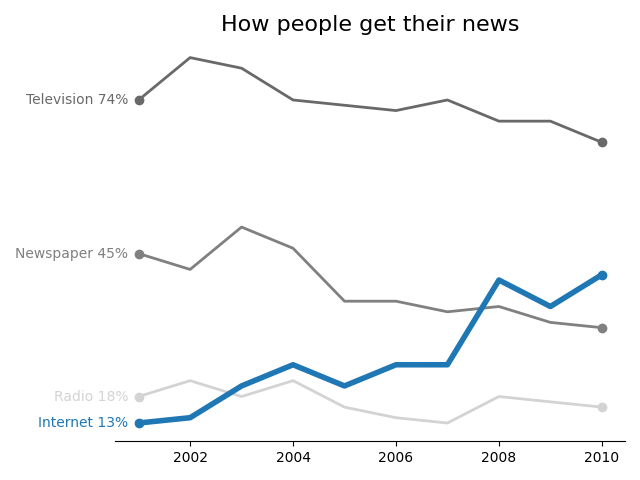 How people get their news
Television 74%
Newspaper 45%
Radio 18%
Internet 13%
2002 2004 2006 2008 2010